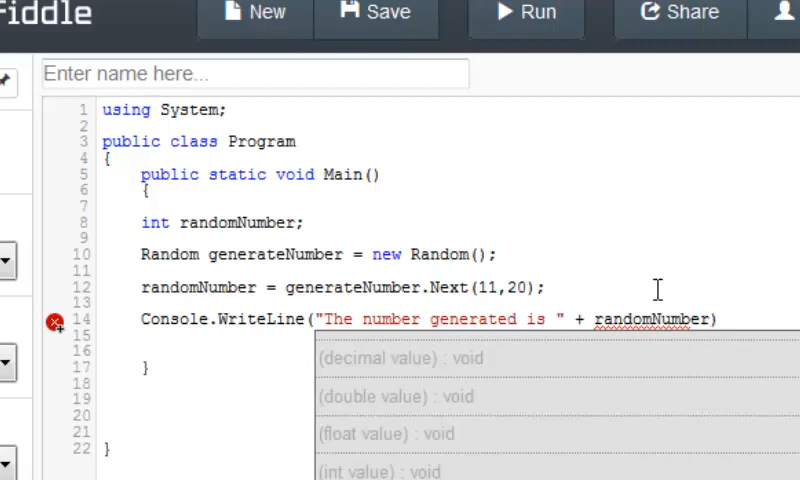 Fiddle
New
Save
Run
Share
Enter name here...
1 using System;
2
3 public class Program
4 {
5 public static void Main()
6 {
7
8 int randomNumber;
9
10 Random generateNumber = new Random();
11
12 randomNumber = generateNumber.Next(11,20);
13
14 Console.WriteLine("The number generated is " + randomNumber)
15
(decimal value) : void
16
17 }
18
(double value) : void
19
20
(float value) : void
21
22 }
(int value) : void